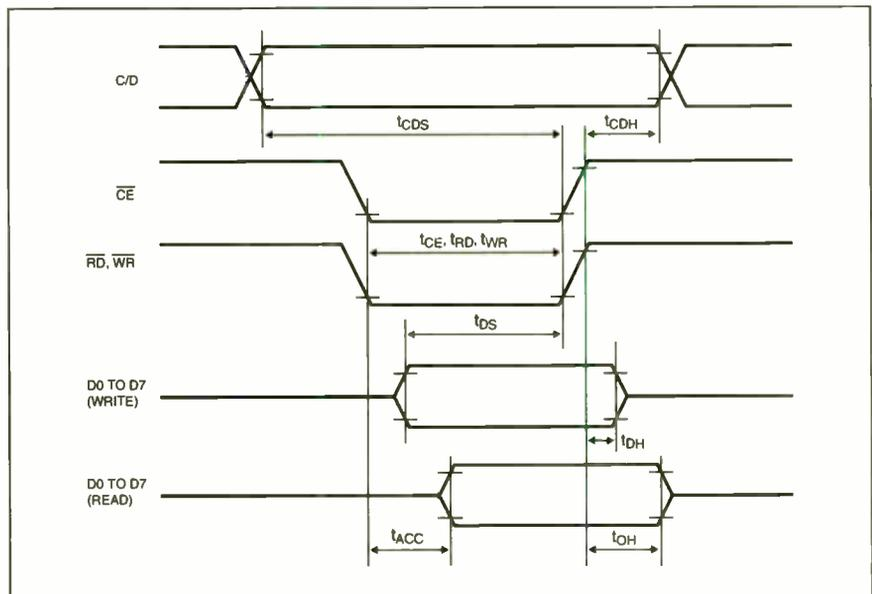 C/D
tCDS
tCDH
CE
tCE, tRD, tWR
RD, WR
tDS
D0 TO D7
(WRITE)
tDH
D0 TO D7
(READ)
tACC
tOH